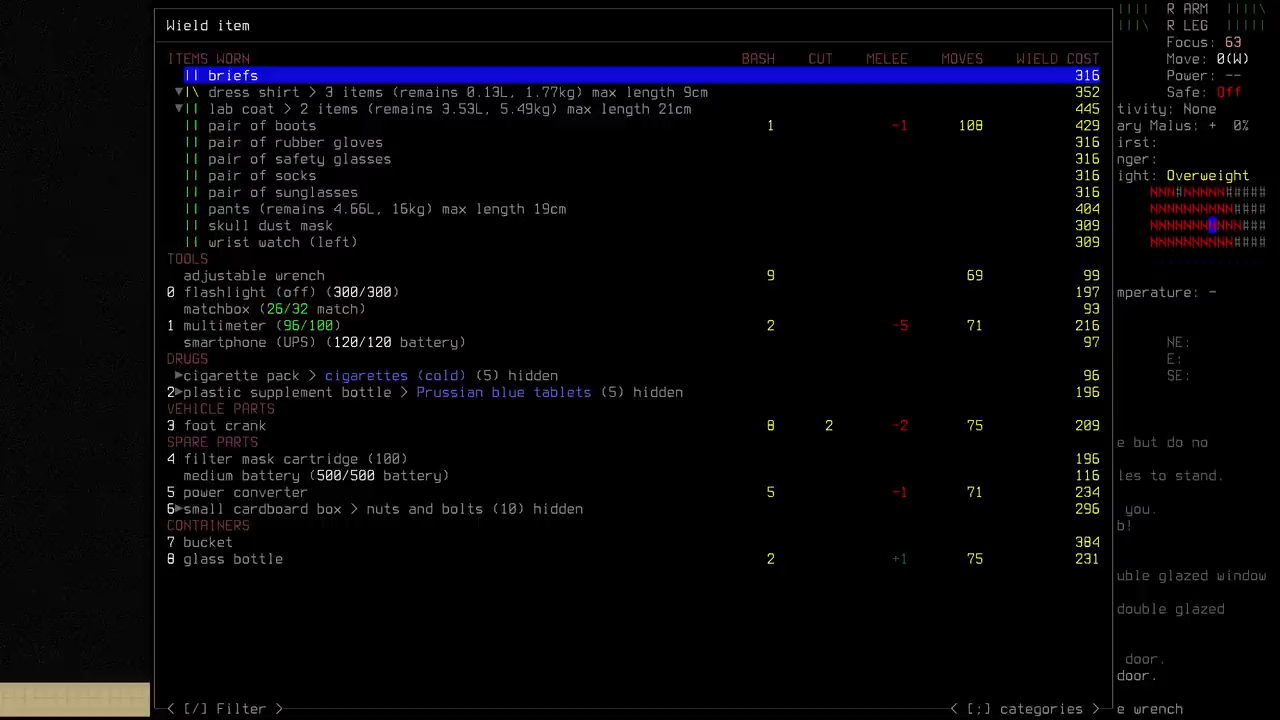 Wield item
ITEMS WORN BASH CUT MELEE MOVES WIELD COST
|| briefs 316
▼|\ dress shirt > 3 items (remains 0.13L, 1.77kg) max length 9cm 352
▼|| lab coat > 2 items (remains 3.53L, 5.49kg) max length 21cm 445
|| pair of boots 1 -1 108 429
|| pair of rubber gloves 316
|| pair of safety glasses 316
|| pair of socks 316
|| pair of sunglasses 316
|| pants (remains 4.66L, 16kg) max length 19cm 404
|| skull dust mask 309
|| wrist watch (left) 309
TOOLS
adjustable wrench 9 69 99
0 flashlight (off) (300/300) 197
matchbox (26/32 match) 93
1 multimeter (96/100) 2 -5 71 216
smartphone (UPS) (120/120 battery) 97
DRUGS
▶cigarette pack > cigarettes (cold) (5) hidden 96
2▶plastic supplement bottle > Prussian blue tablets (5) hidden 196
VEHICLE PARTS
3 foot crank 8 2 -2 75 209
SPARE PARTS
4 filter mask cartridge (100) 196
medium battery (500/500 battery) 116
5 power converter 5 -1 71 234
6▶small cardboard box > nuts and bolts (10) hidden 296
CONTAINERS
7 bucket 384
8 glass bottle 2 +1 75 231
< [/] Filter > < [;] categories >
|||| R ARM ||||\
|||\ R LEG |||||
Focus: 63
Move: 0(W)
Power: --
Safe: Off
tivity: None
ary Malus: + 0%
irst:
nger:
ight: Overweight
NNN#NNNNN#####
NNNNNNNNNN####
NNNNNNNNNNN###
NNNNNNNNNN####
mperature: -
NE:
E:
SE:
e but do no
les to stand.
you.
b!
uble glazed window
double glazed
door.
door.
e wrench